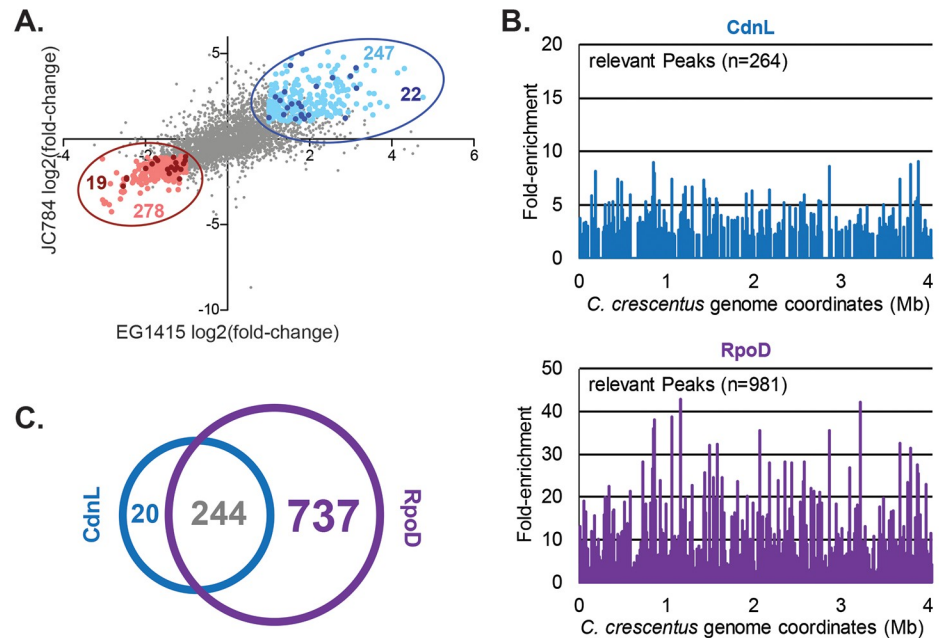 A.
JC784 log2(fold-change)
5
247
22
-4
-2
2
4
6
19
278
-5
-10
EG1415 log2(fold-change)
B.
CdnL
Fold-enrichment
20
relevant Peaks (n=264)
15
10
5
0
0 1 2 3 4
C. crescentus genome coordinates (Mb)
RpoD
Fold-enrichment
50
relevant Peaks (n=981)
40
30
20
10
0
0 1 2 3 4
C. crescentus genome coordinates (Mb)
C.
CdnL
20
244
737
RpoD